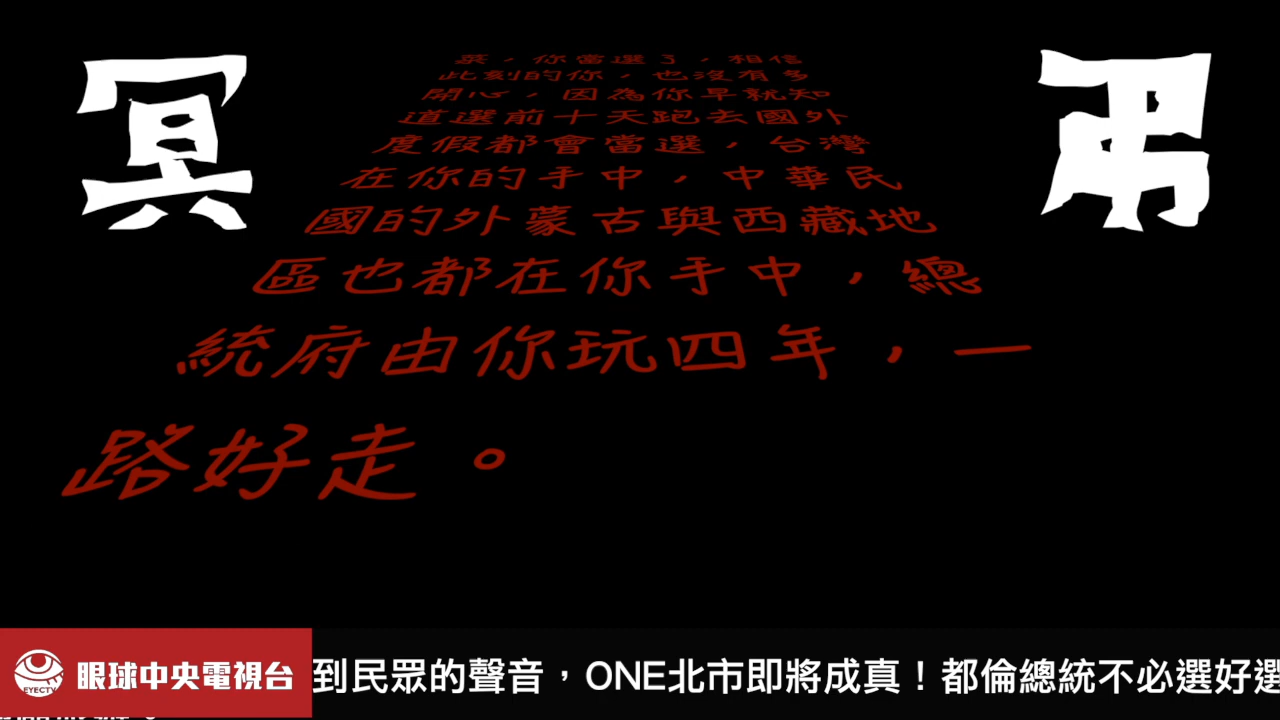 冥
弔
菜，你當選了，相信
此刻的你，也沒有多
開心，因為你早就知
道選前十天跑去國外
度假都會當選，台灣
在你的手中，中華民
國的外蒙古與西藏地
區也都在你手中，總
統府由你玩四年，一
路好走。
眼球中央電視台
EYECTV
到民眾的聲音，ONE北市即將成真！都倫總統不必選好選